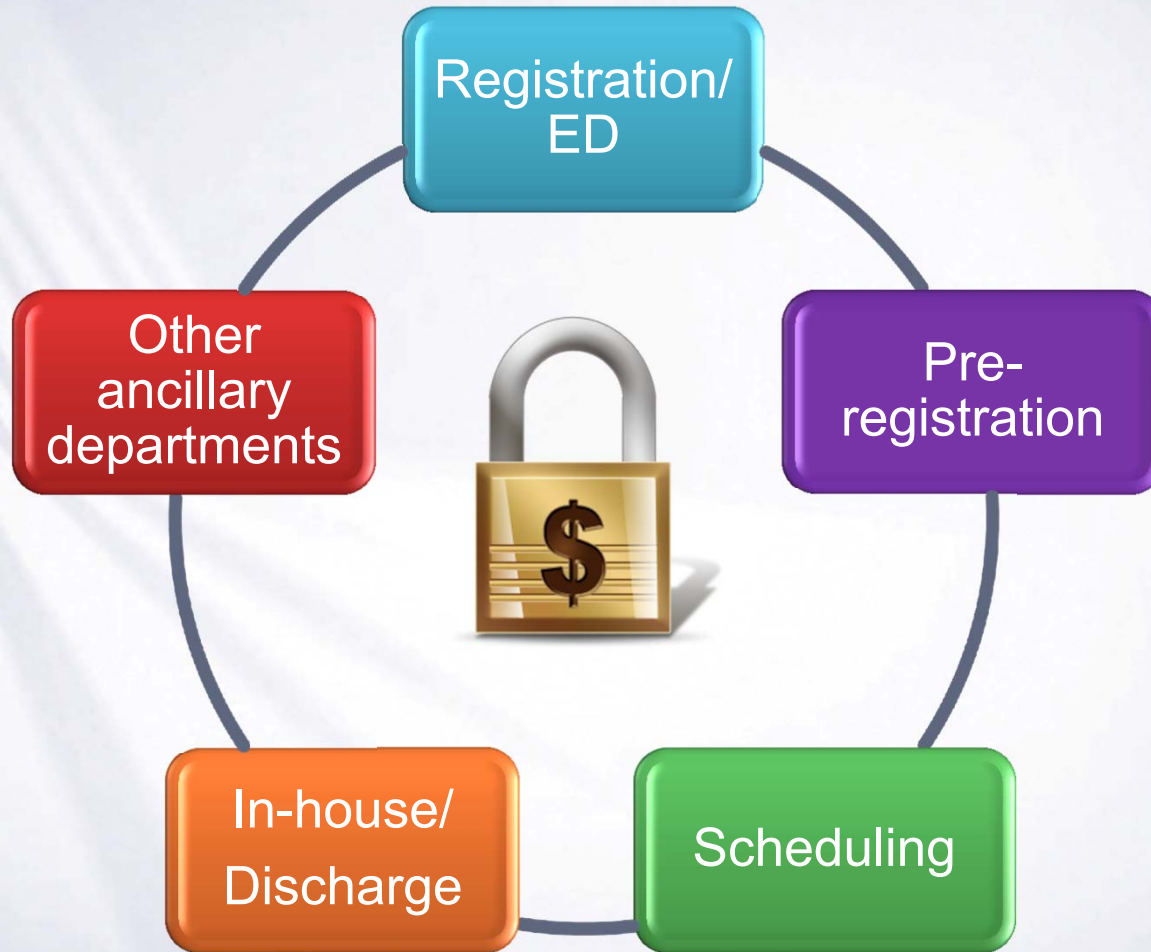 Registration/
ED
Pre-
registration
Scheduling
In-house/
Discharge
Other
ancillary
departments
$